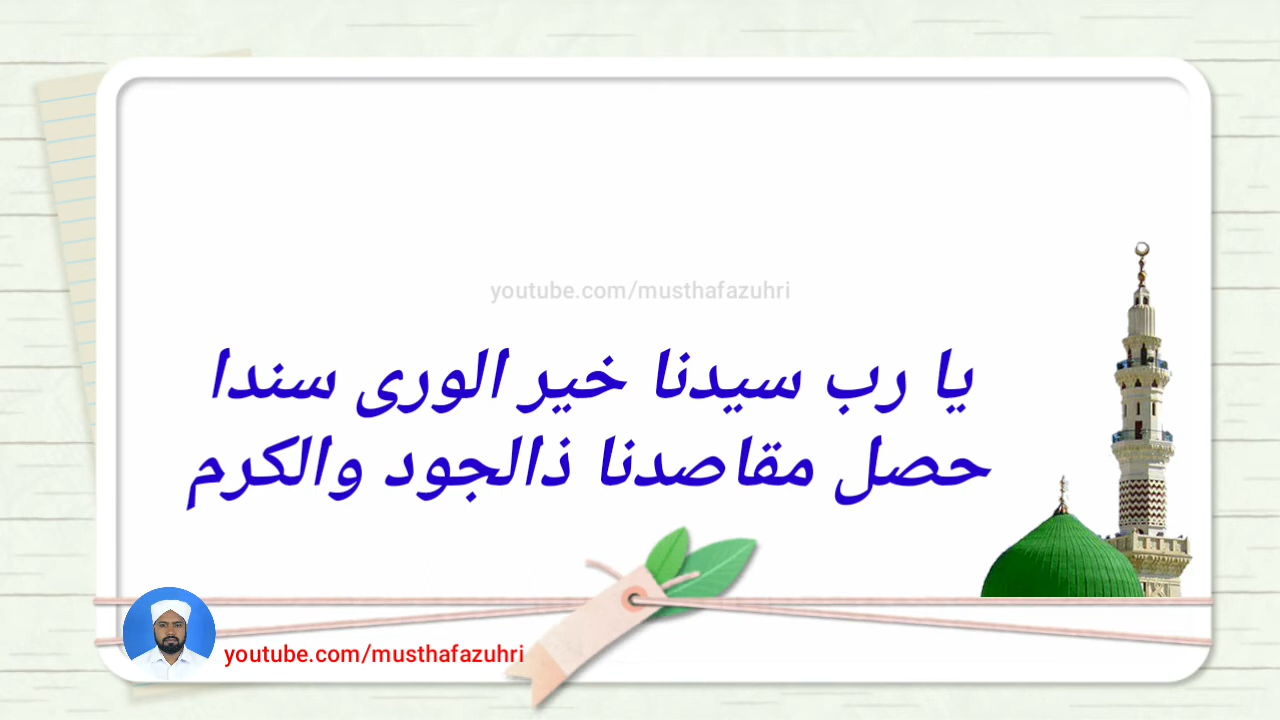 youtube.com/musthafazuhri
يا رب سيدنا خير الورى سندا
حصل مقاصدنا ذالجود والكرم
youtube.com/musthafazuhri